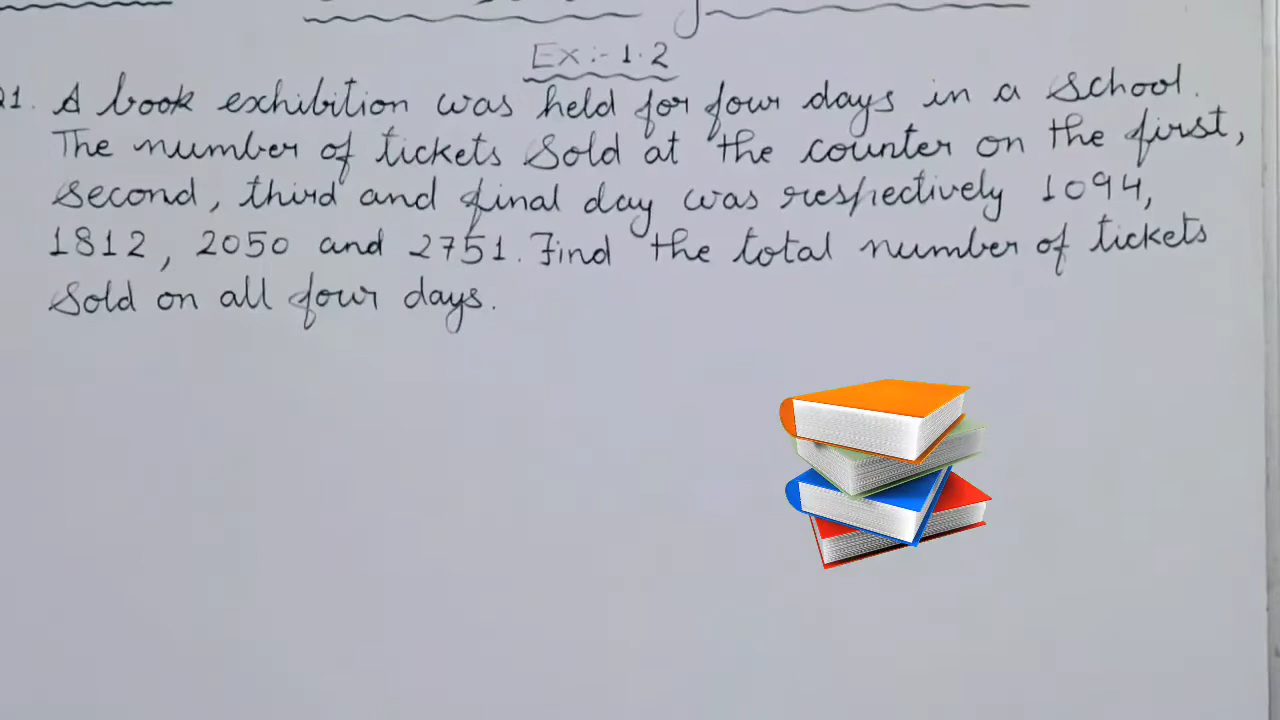 Ex:- 1.2
Q1. A book exhibition was held for four days in a School.
The number of tickets Sold at the counter on the first,
second, third and final day was respectively 1094,
1812, 2050 and 2751. Find the total number of tickets
Sold on all four days.